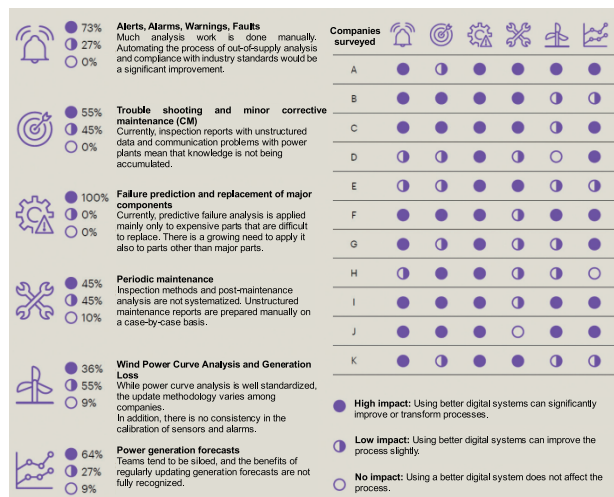 73%
27%
0%
Alerts, Alarms, Warnings, Faults
Much analysis work is done manually.
Automating the process of out-of-supply analysis
and compliance with industry standards would be
a significant improvement.
55%
45%
0%
Trouble shooting and minor corrective
maintenance (CM)
Currently, inspection reports with unstructured
data and communication problems with power
plants mean that knowledge is not being
accumulated.
100%
0%
0%
Failure prediction and replacement of major
components
Currently, predictive failure analysis is applied
mainly only to expensive parts that are difficult
to replace. There is a growing need to apply it
also to parts other than major parts.
45%
45%
10%
Periodic maintenance
Inspection methods and post-maintenance
analysis are not systematized. Unstructured
maintenance reports are prepared manually on
a case-by-case basis.
36%
55%
9%
Wind Power Curve Analysis and Generation
Loss
While power curve analysis is well standardized,
the update methodology varies among
companies.
In addition, there is no consistency in the
calibration of sensors and alarms.
64%
27%
9%
Power generation forecasts
Teams tend to be siloed, and the benefits of
regularly updating generation forecasts are not
fully recognized.
Companies
surveyed
A
B
C
D
E
F
G
H
I
J
K
High impact: Using better digital systems can significantly
improve or transform processes.
Low impact: Using better digital systems can improve the
process slightly.
No impact: Using a better digital system does not affect the
process.